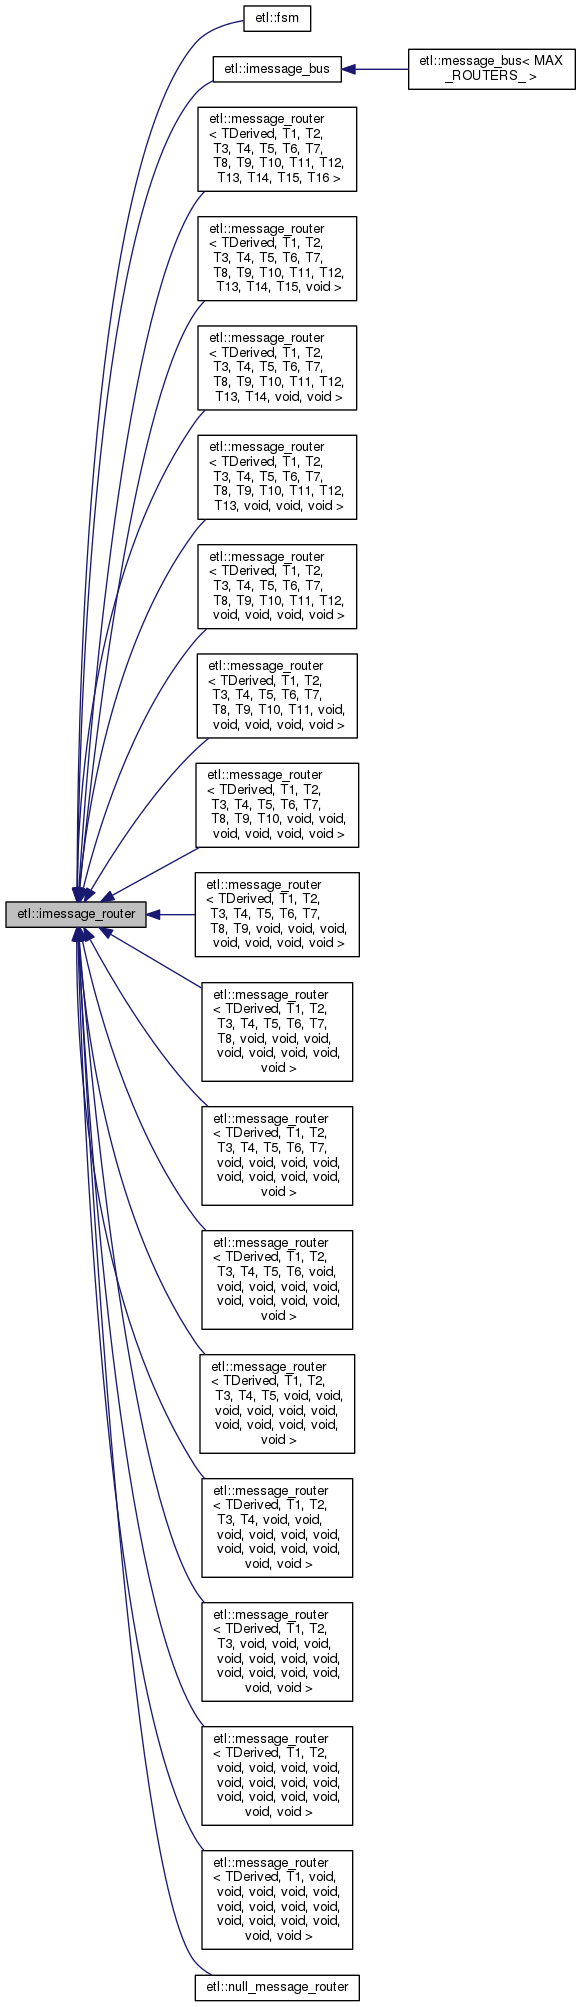 etl::fsm
etl::imessage_bus
etl::message_bus< MAX
_ROUTERS_ >
etl::message_router
< TDerived, T1, T2,
T3, T4, T5, T6, T7,
T8, T9, T10, T11, T12,
T13, T14, T15, T16 >
etl::message_router
< TDerived, T1, T2,
T3, T4, T5, T6, T7,
T8, T9, T10, T11, T12,
T13, T14, T15, void >
etl::message_router
< TDerived, T1, T2,
T3, T4, T5, T6, T7,
T8, T9, T10, T11, T12,
T13, T14, void, void >
etl::message_router
< TDerived, T1, T2,
T3, T4, T5, T6, T7,
T8, T9, T10, T11, T12,
T13, void, void, void >
etl::message_router
< TDerived, T1, T2,
T3, T4, T5, T6, T7,
T8, T9, T10, T11, T12,
void, void, void, void >
etl::message_router
< TDerived, T1, T2,
T3, T4, T5, T6, T7,
T8, T9, T10, T11, void,
void, void, void, void >
etl::message_router
< TDerived, T1, T2,
T3, T4, T5, T6, T7,
T8, T9, T10, void, void,
void, void, void, void >
etl::imessage_router
etl::message_router
< TDerived, T1, T2,
T3, T4, T5, T6, T7,
T8, T9, void, void, void,
void, void, void, void >
etl::message_router
< TDerived, T1, T2,
T3, T4, T5, T6, T7,
T8, void, void, void,
void, void, void, void,
void >
etl::message_router
< TDerived, T1, T2,
T3, T4, T5, T6, T7,
void, void, void, void,
void, void, void, void,
void >
etl::message_router
< TDerived, T1, T2,
T3, T4, T5, T6, void,
void, void, void, void,
void, void, void, void,
void >
etl::message_router
< TDerived, T1, T2,
T3, T4, T5, void, void,
void, void, void, void,
void, void, void, void,
void >
etl::message_router
< TDerived, T1, T2,
T3, T4, void, void,
void, void, void, void,
void, void, void, void,
void, void >
etl::message_router
< TDerived, T1, T2,
T3, void, void, void,
void, void, void, void,
void, void, void, void,
void, void >
etl::message_router
< TDerived, T1, T2,
void, void, void, void,
void, void, void, void,
void, void, void, void,
void, void >
etl::message_router
< TDerived, T1, void,
void, void, void, void,
void, void, void, void,
void, void, void, void,
void, void >
etl::null_message_router